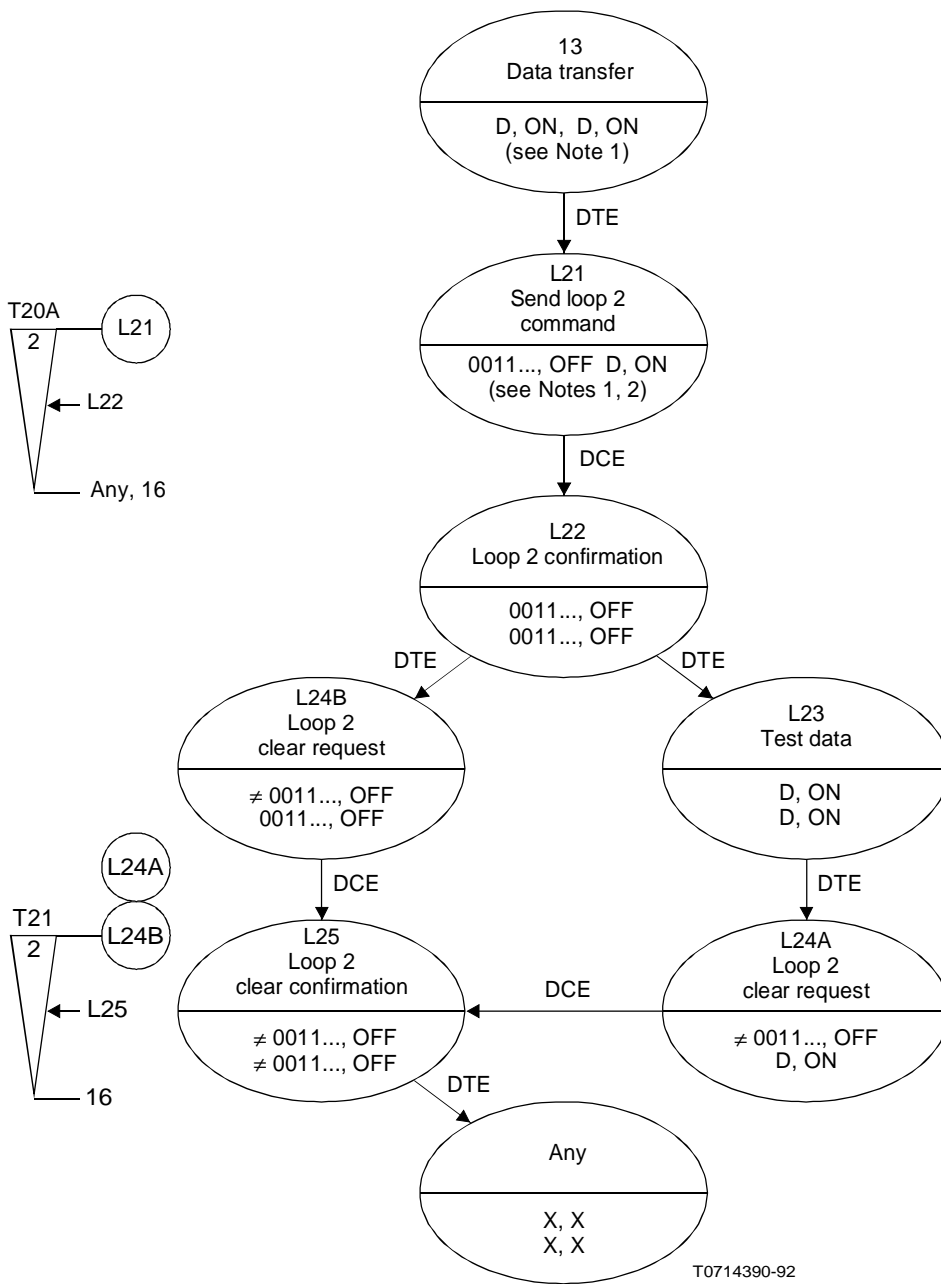 13
Data transfer
D, ON, D, ON
(see Note 1)
DTE
L21
Send loop 2
command
0011..., OFF D, ON
(see Notes 1, 2)
T20A
2
L21
L22
Any, 16
DCE
L22
Loop 2 confirmation
0011..., OFF
0011..., OFF
DTE
DTE
L24B
Loop 2
clear request
≠ 0011..., OFF
0011..., OFF
L23
Test data
D, ON
D, ON
DCE
DTE
L24A
L24B
T21
2
L25
16
L25
Loop 2
clear confirmation
≠ 0011..., OFF
≠ 0011..., OFF
DCE
L24A
Loop 2
clear request
≠ 0011..., OFF
D, ON
DTE
Any
X, X
X, X
T0714390-92